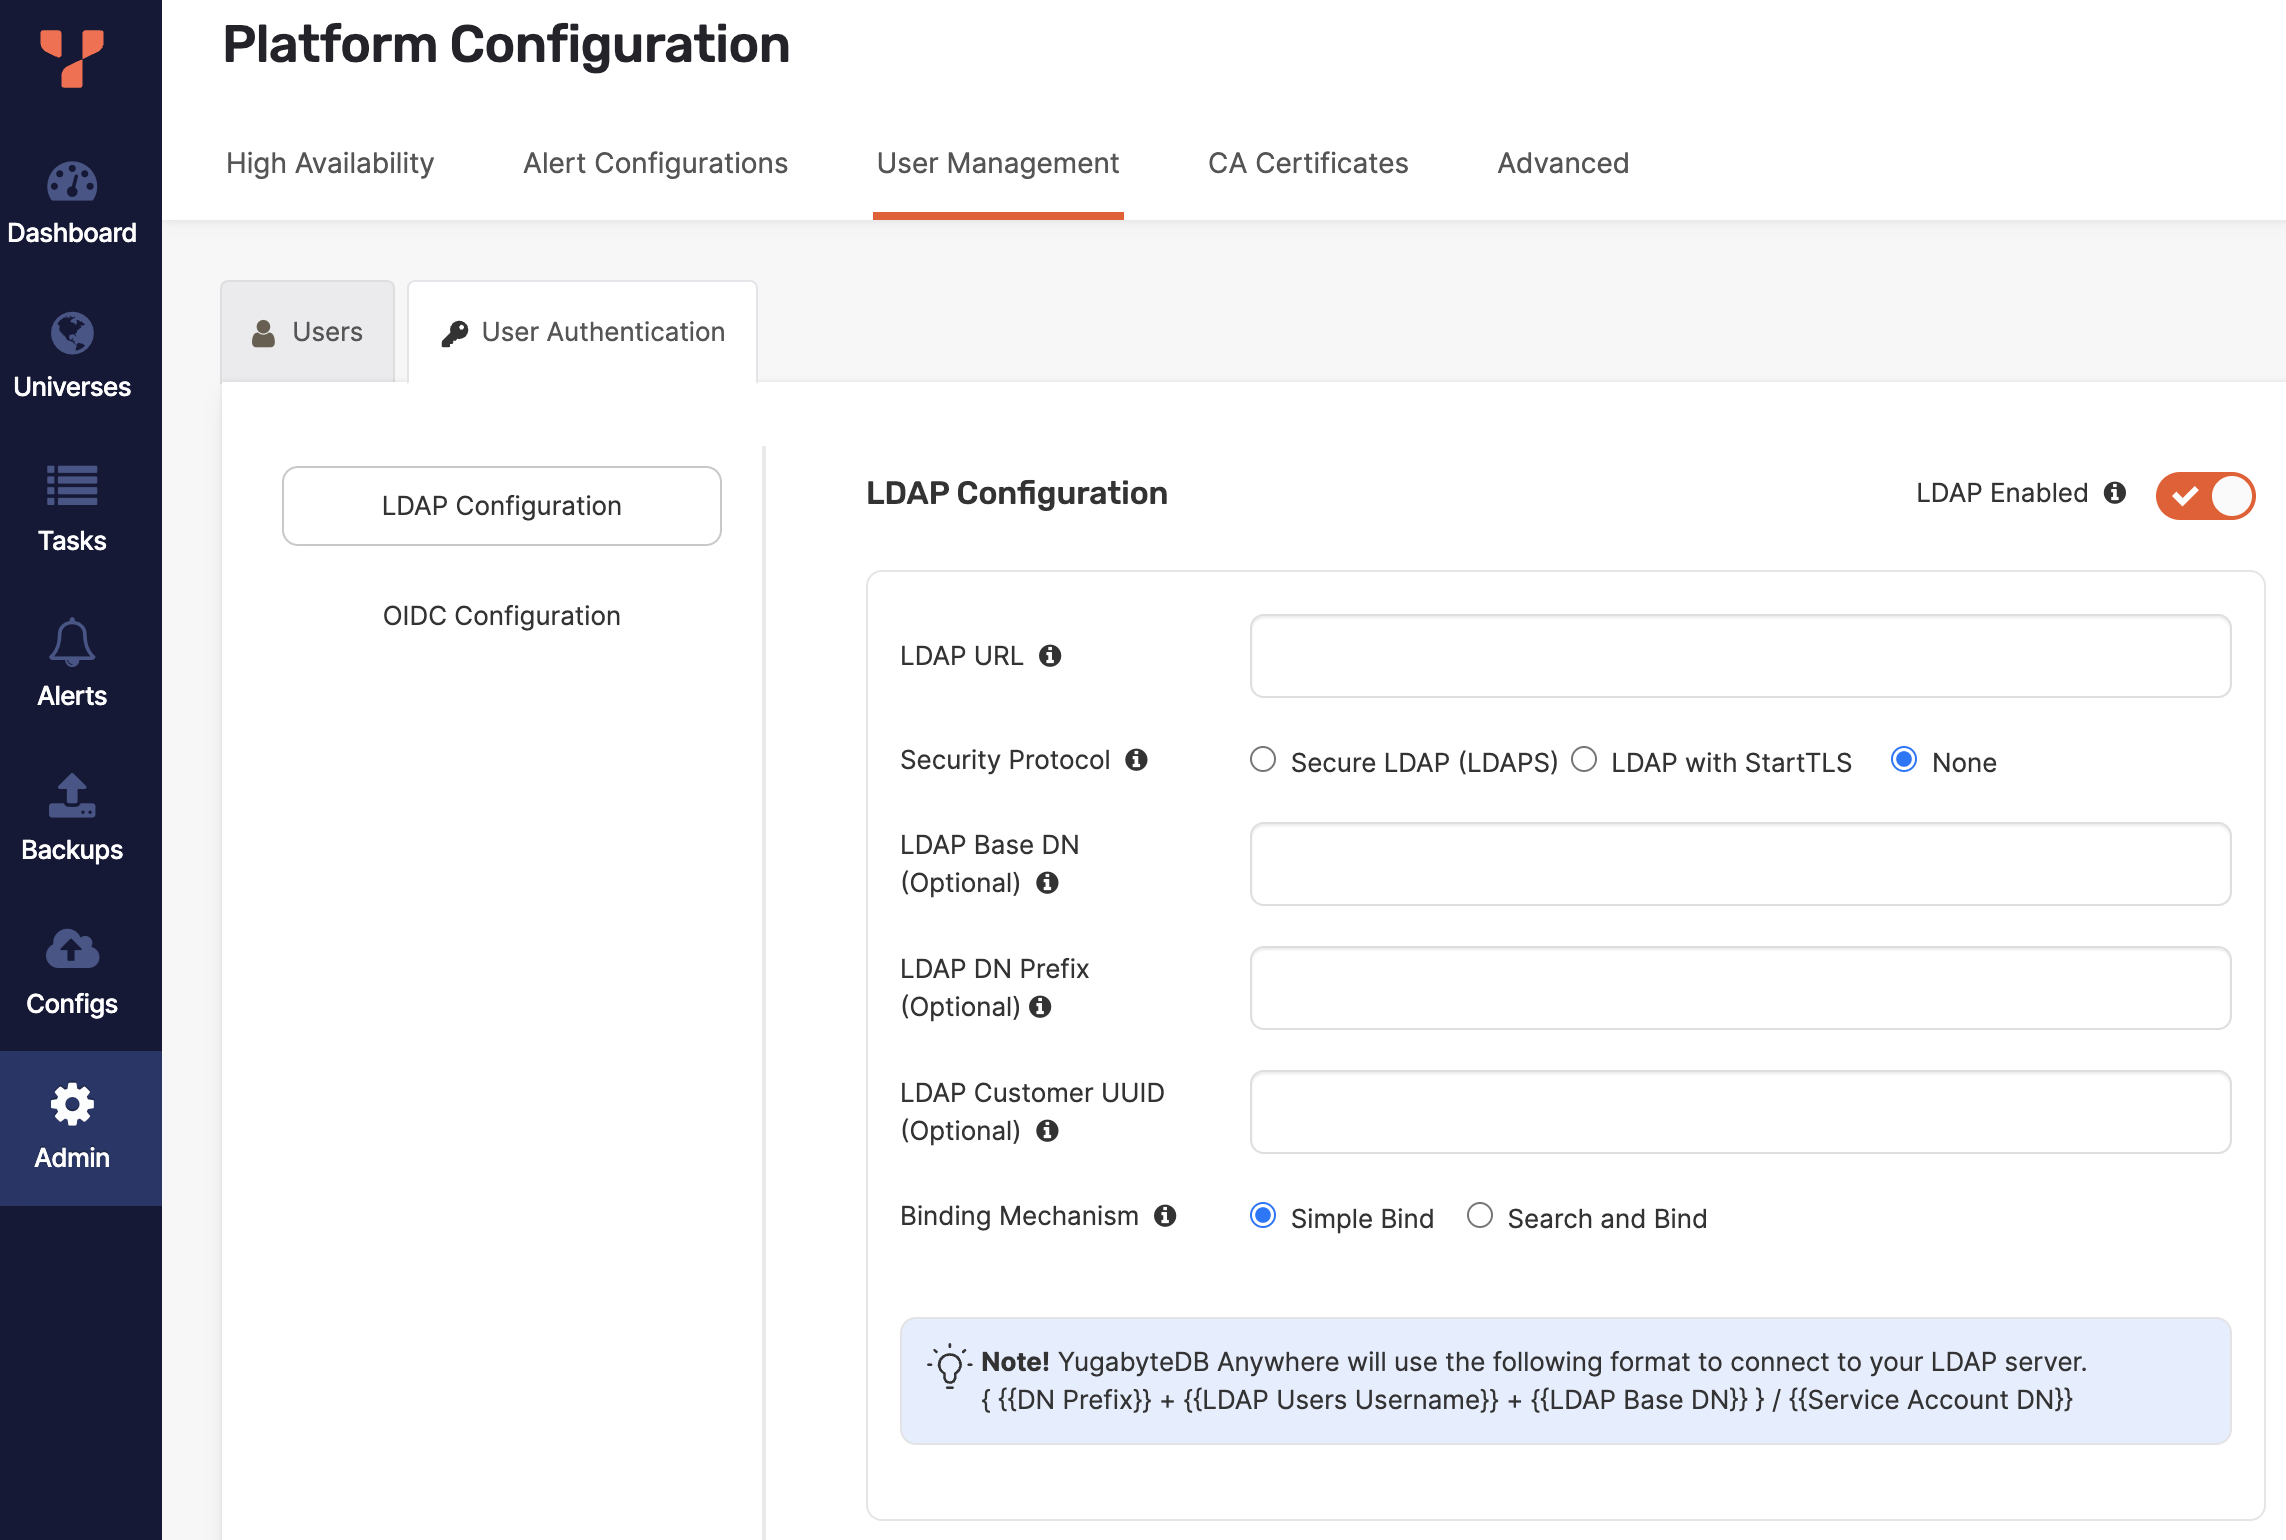 Platform Configuration
High Availability
Alert Configurations
User Management
CA Certificates
Advanced
Dashboard
Universes
Tasks
Alerts
Backups
Configs
Admin
Users
User Authentication
LDAP Configuration
OIDC Configuration
LDAP Configuration
LDAP Enabled
LDAP URL
Security Protocol
Secure LDAP (LDAPS)
LDAP with StartTLS
None
LDAP Base DN
(Optional)
LDAP DN Prefix
(Optional)
LDAP Customer UUID
(Optional)
Binding Mechanism
Simple Bind
Search and Bind
Note! YugabyteDB Anywhere will use the following format to connect to your LDAP server.
{ {{DN Prefix}} + {{LDAP Users Username}} + {{LDAP Base DN}} } / {{Service Account DN}}